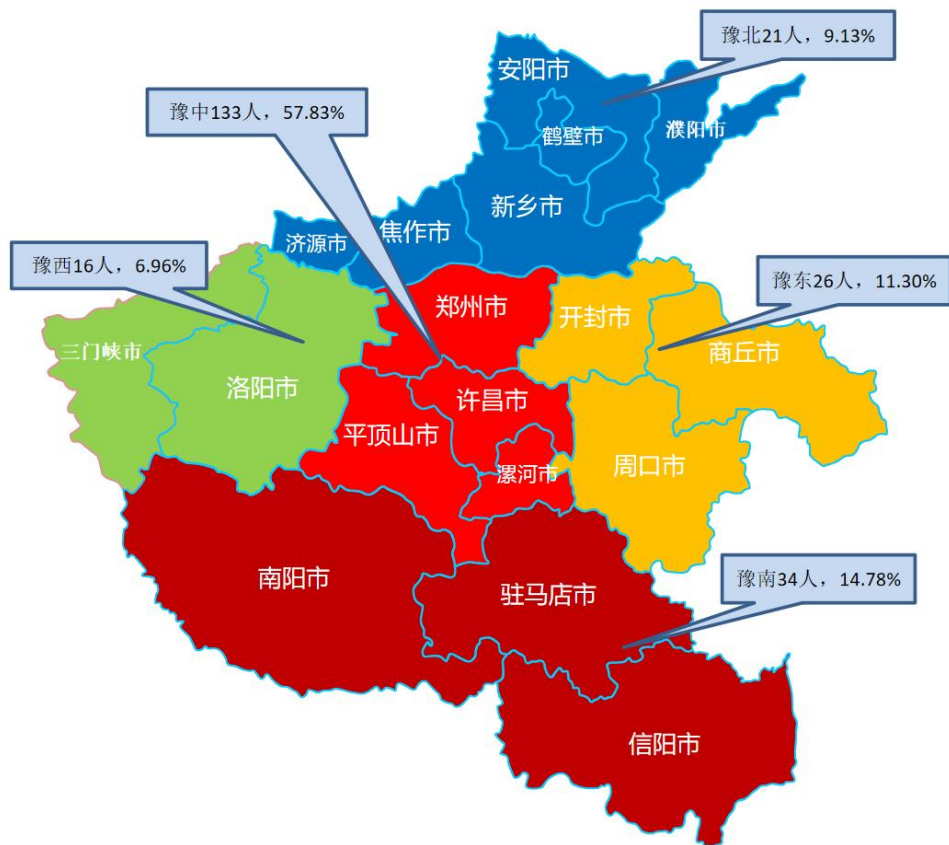 豫北21人，9.13%
安阳市
豫中133人，57.83%
鹤壁市
濮阳市
新乡市
焦作市
济源市
豫西16人，6.96%
豫东26人，11.30%
郑州市
开封市
商丘市
三门峡市
洛阳市
许昌市
平顶山市
周口市
漯河市
南阳市
驻马店市
豫南34人，14.78%
信阳市